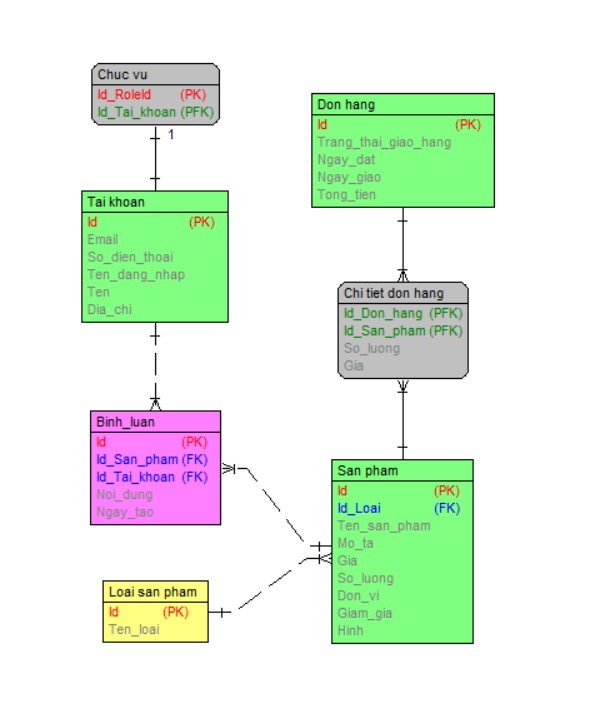 Chuc vu
Id_RoleId (PK)
Id_Tai_khoan (PFK)
1
Tai khoan
Id (PK)
Email
So_dien_thoai
Ten_dang_nhap
Ten
Dia_chi
Binh_luan
Id (PK)
Id_San_pham (FK)
Id_Tai_khoan (FK)
Noi_dung
Ngay_tao
Loai san pham
Id (PK)
Ten_loai
Don hang
Id (PK)
Trang_thai_giao_hang
Ngay_dat
Ngay_giao
Tong_tien
Chi tiet don hang
Id_Don_hang (PFK)
Id_San_pham (PFK)
So_luong
Gia
San pham
Id (PK)
Id_Loai (FK)
Ten_san_pham
Mo_ta
Gia
So_luong
Don_vi
Giam_gia
Hinh